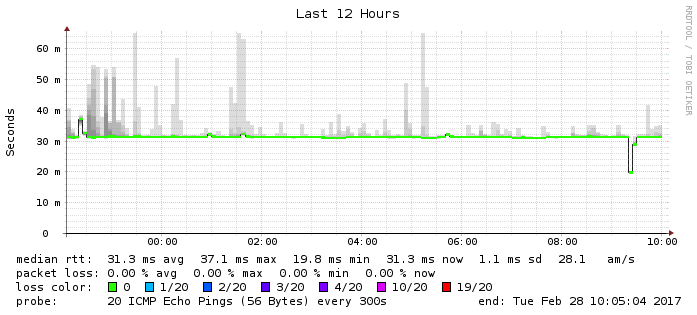 Last 12 Hours
RRDTOOL / TOBI OETIKER
Seconds
60 m
50 m
40 m
30 m
20 m
10 m
0
00:00 02:00 04:00 06:00 08:00 10:00
median rtt: 31.3 ms avg 37.1 ms max 19.8 ms min 31.3 ms now 1.1 ms sd 28.1 am/s
packet loss: 0.00 % avg 0.00 % max 0.00 % min 0.00 % now
loss color: 0 1/20 2/20 3/20 4/20 10/20 19/20
probe: 20 ICMP Echo Pings (56 Bytes) every 300s end: Tue Feb 28 10:05:04 2017